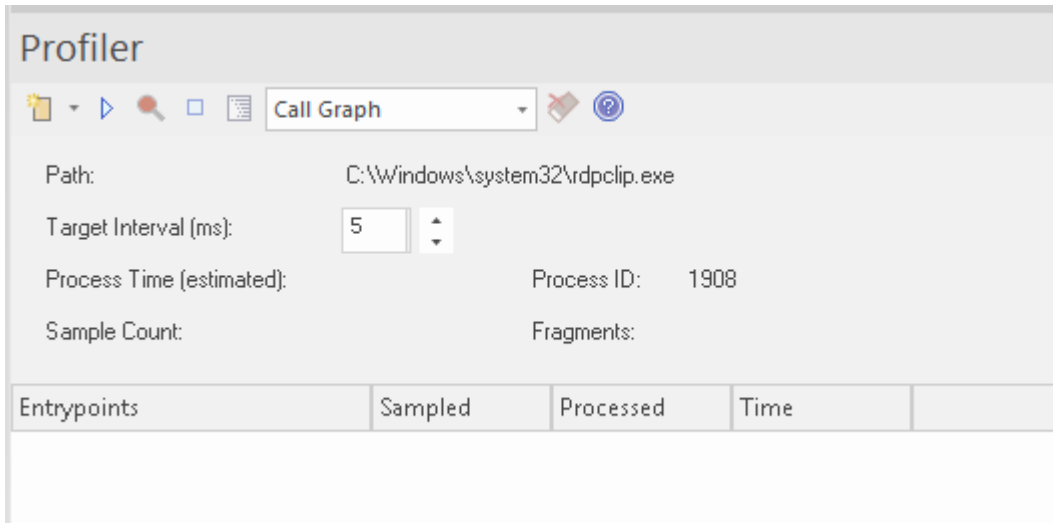 Profiler
Call Graph
Path: C:\Windows\system32\rdpclip.exe
Target Interval (ms): 5
Process Time (estimated): Process ID: 1908
Sample Count: Fragments:
Entrypoints Sampled Processed Time